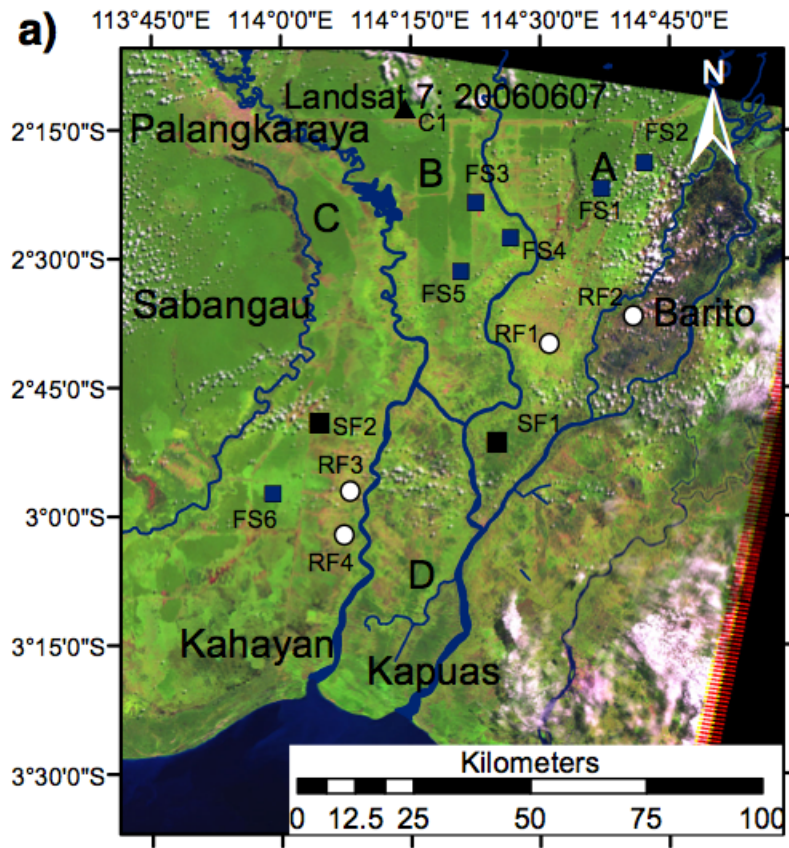 a)
113°45'0"E 114°0'0"E 114°15'0"E 114°30'0"E 114°45'0"E
N
Landsat 7: 20060607
C1
2°15'0"S
Palangkaraya
FS2
B
A
FS3
FS1
C
FS4
2°30'0"S
FS5
RF2
Sabangau
Barito
RF1
2°45'0"S
SF2
SF1
RF3
3°0'0"S
FS6
RF4
D
3°15'0"S
Kahayan
Kapuas
Kilometers
3°30'0"S
0 12.5 25 50 75 100